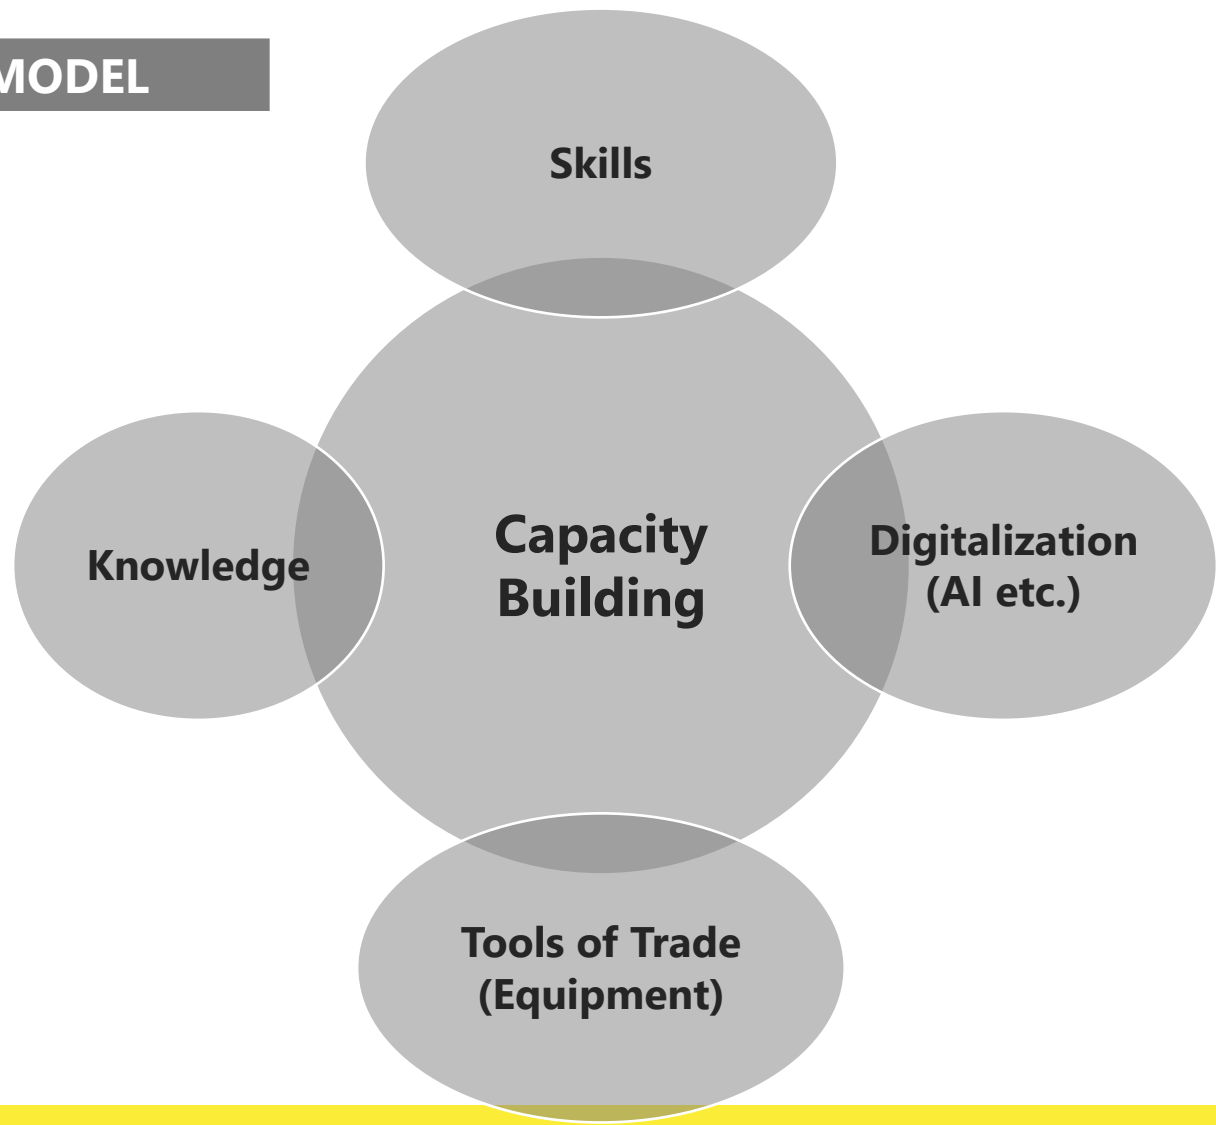 MODEL
Skills
Knowledge
Capacity
Building
Digitalization
(AI etc.)
Tools of Trade
(Equipment)